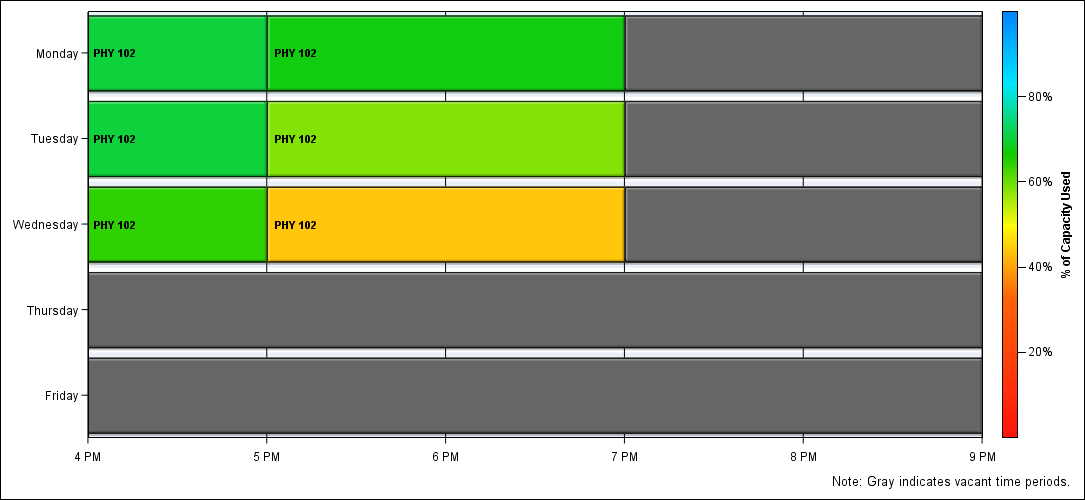 Monday
PHY 102
PHY 102
Tuesday
PHY 102
PHY 102
Wednesday
PHY 102
PHY 102
Thursday
Friday
4 PM
5 PM
6 PM
7 PM
8 PM
9 PM
80%
60%
40%
20%
% of Capacity Used
Note: Gray indicates vacant time periods.